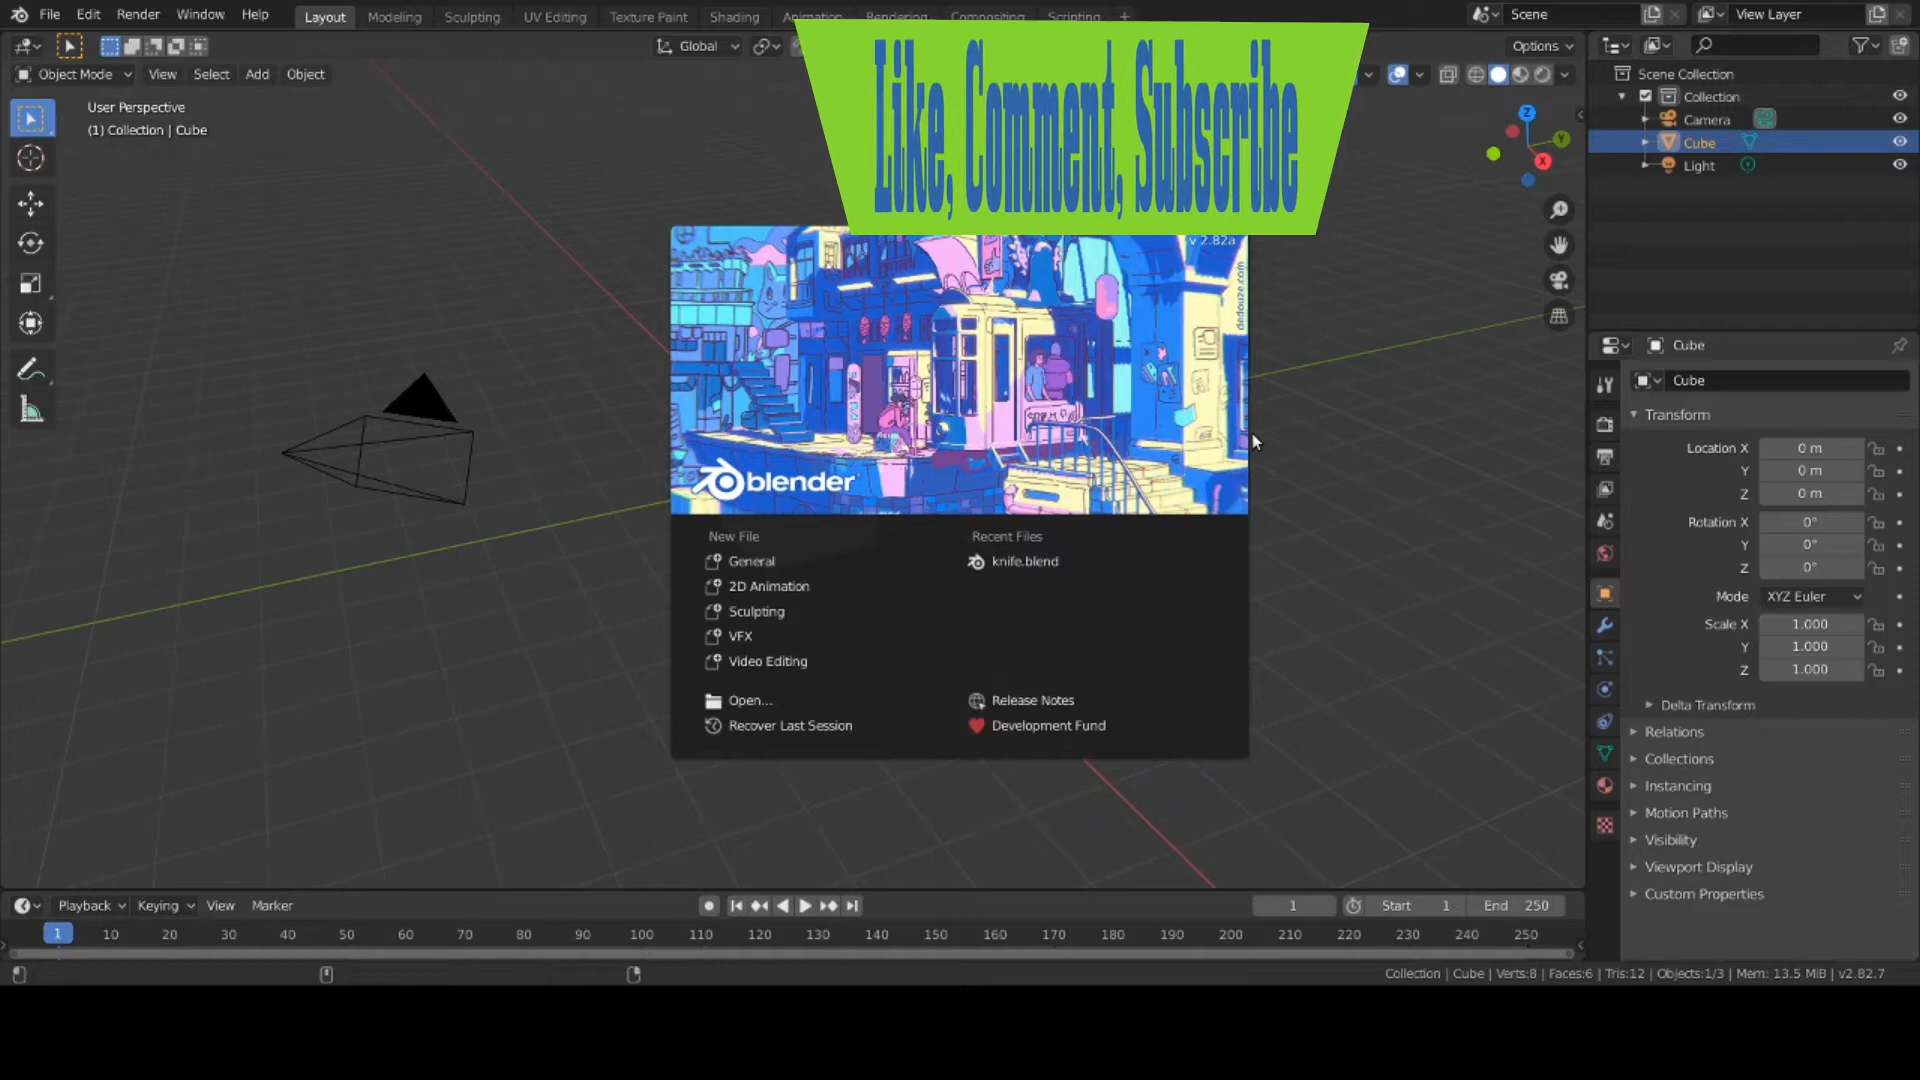 File Edit Render Window Help Layout Modeling Sculpting UV Editing Texture Paint Shading Animation Rendering Compositing Scripting + Scene View Layer
Global Options
Object Mode View Select Add Object
Like, Comment, Subscribe
User Perspective
(1) Collection | Cube
Z
Y
X
Scene Collection
Collection
Camera
Cube
Light
v 2.82a
dedouze.com
blender
New File
General
2D Animation
Sculpting
VFX
Video Editing
Open...
Recover Last Session
Recent Files
knife.blend
Release Notes
Development Fund
Cube
Cube
Transform
Location X 0 m
Y 0 m
Z 0 m
Rotation X 0°
Y 0°
Z 0°
Mode XYZ Euler
Scale X 1.000
Y 1.000
Z 1.000
Delta Transform
Relations
Collections
Instancing
Motion Paths
Visibility
Viewport Display
Custom Properties
Playback Keying View Marker 1 Start 1 End 250
1 10 20 30 40 50 60 70 80 90 100 110 120 130 140 150 160 170 180 190 200 210 220 230 240 250
Collection | Cube | Verts:8 | Faces:6 | Tris:12 | Objects:1/3 | Mem: 13.5 MiB | v2.82.7